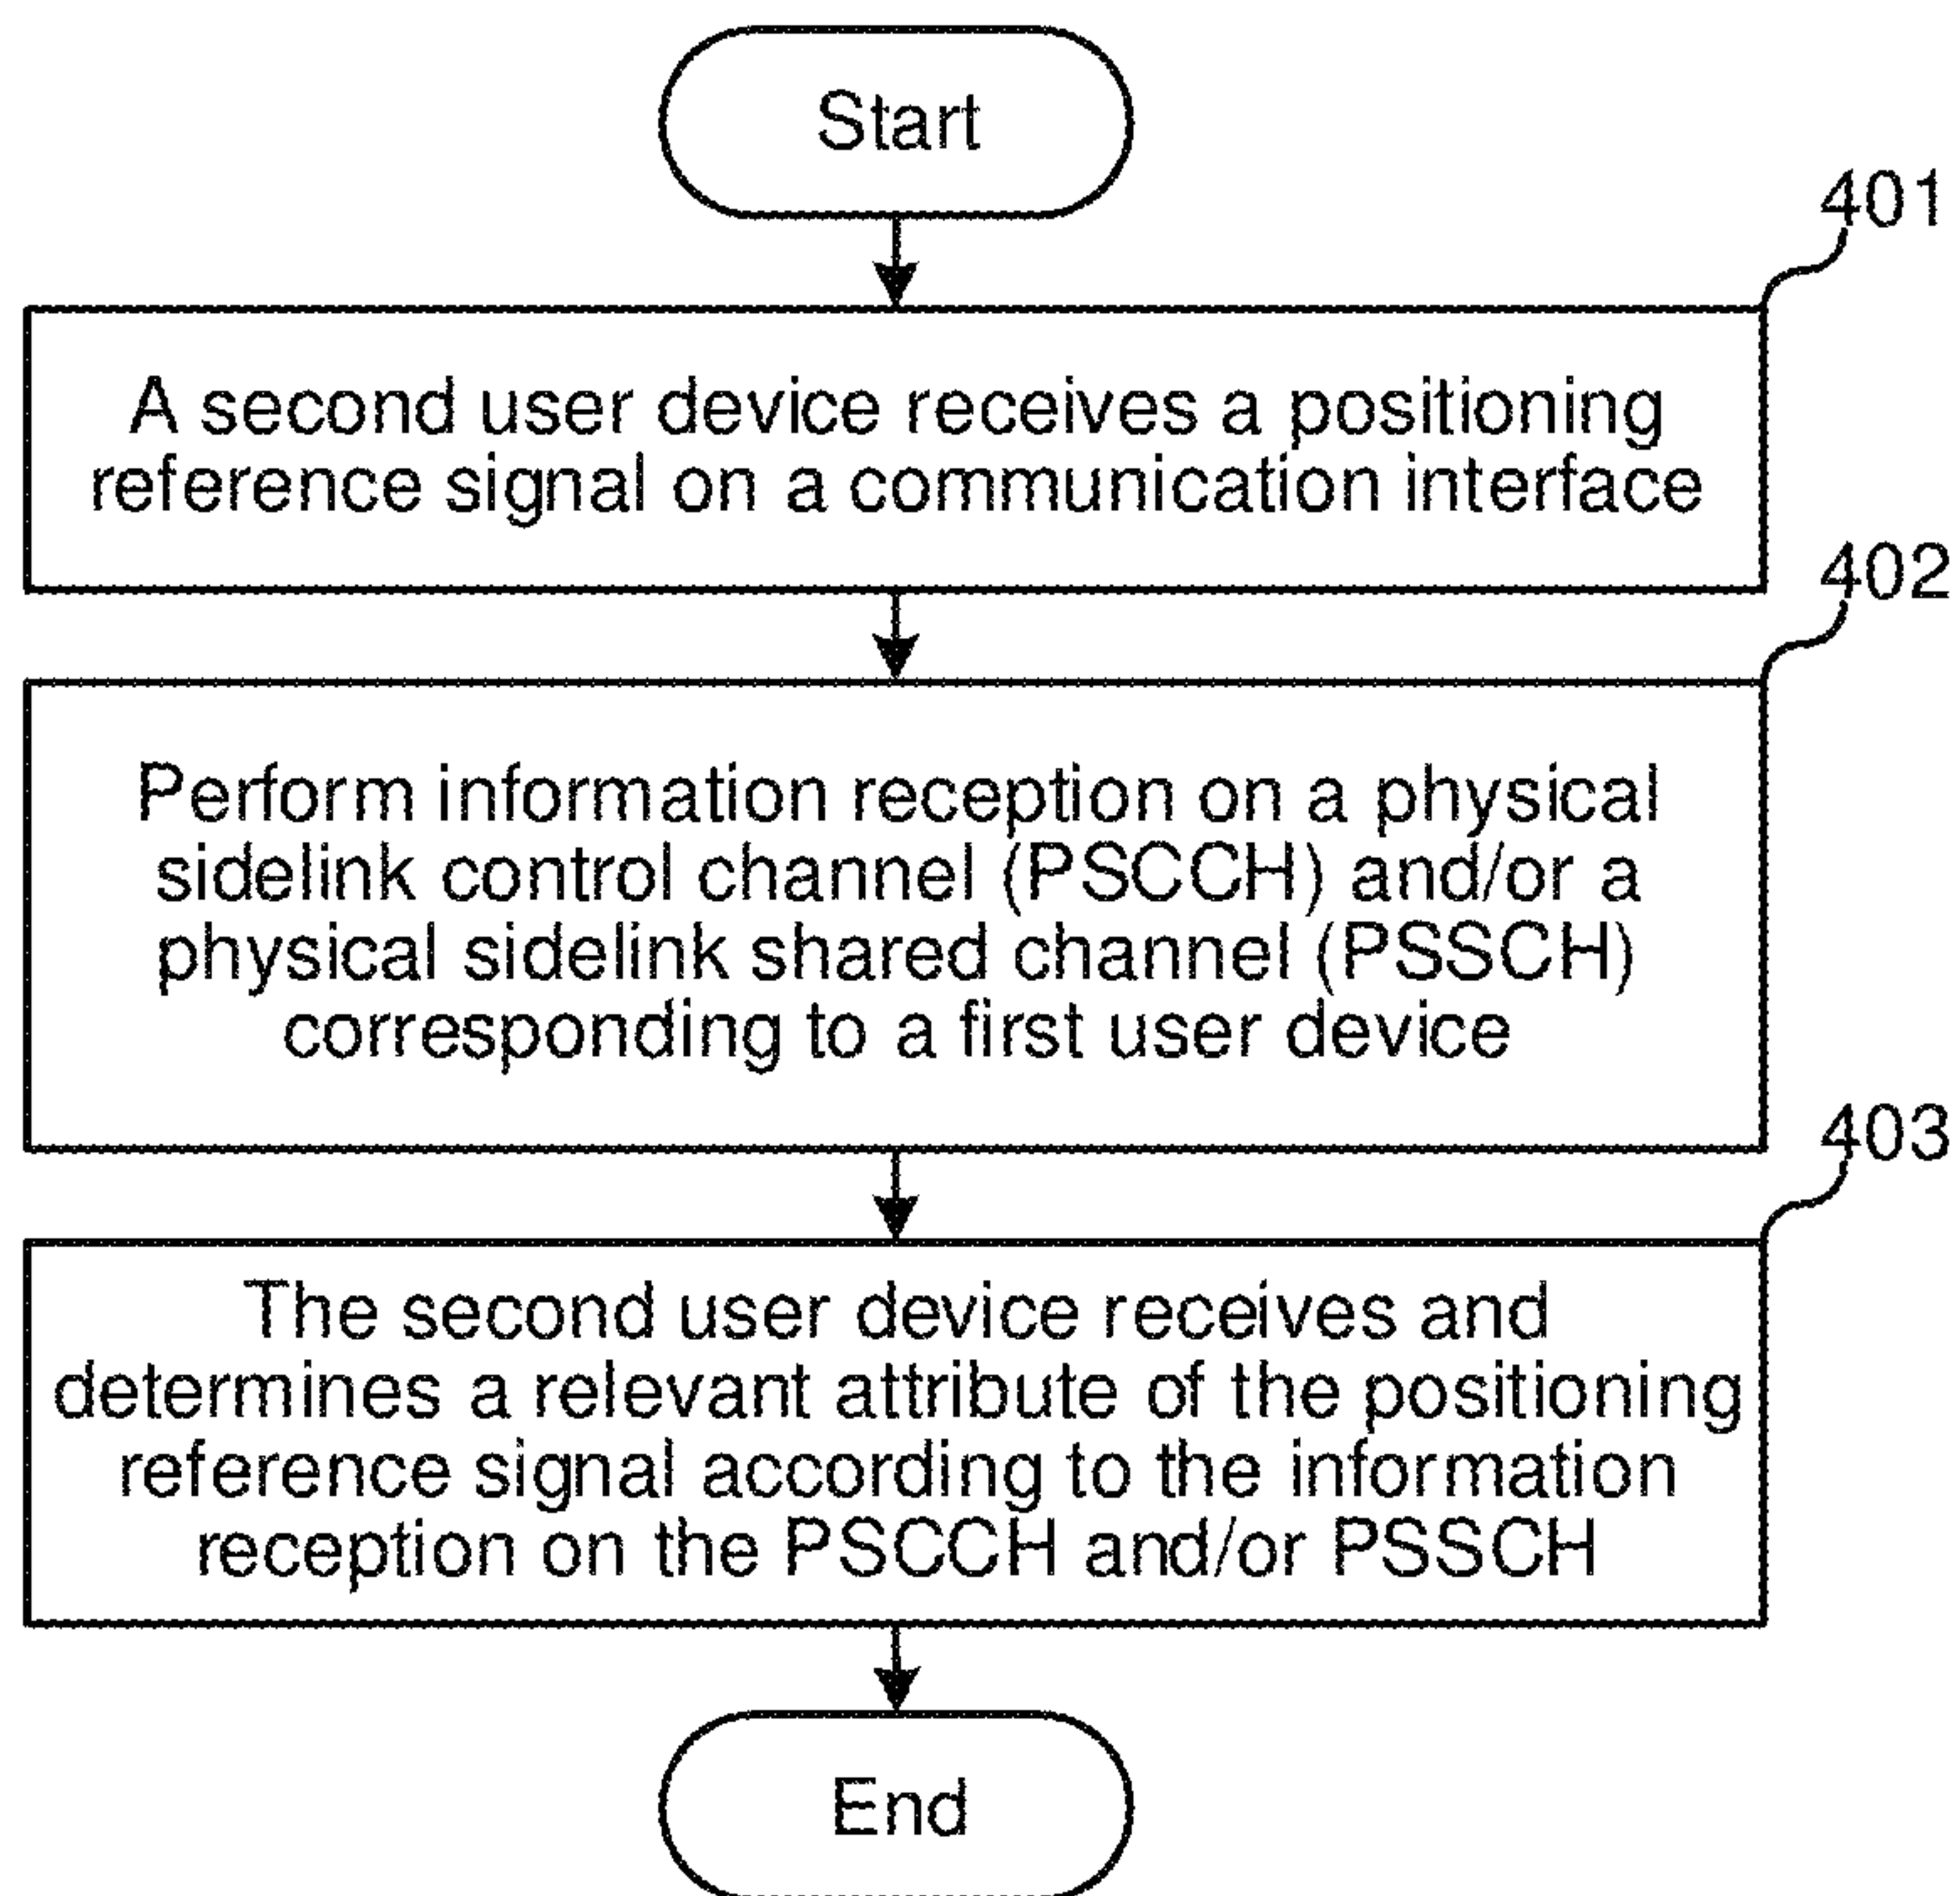 Start
401
A second user device receives a positioning
reference signal on a communication interface
402
Perform information reception on a physical
sidelink control channel (PSCCH) and/or a
physical sidelink shared channel (PSSCH)
corresponding to a first user device
403
The second user device receives and
determines a relevant attribute of the positioning
reference signal according to the information
reception on the PSCCH and/or PSSCH
End